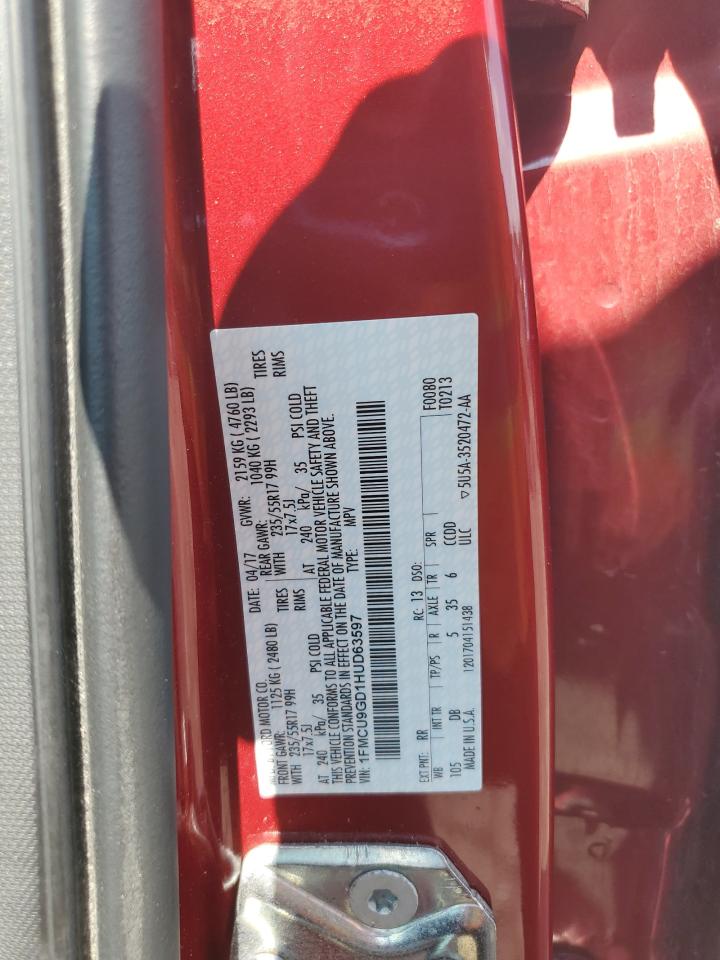 FORD MOTOR CO.
DATE: 04/17 GVWR: 2159 KG ( 4760 LB)
FRONT GAWR: 1125 KG ( 2480 LB) REAR GAWR: 1040 KG ( 2293 LB)
WITH 235/55R17 99H TIRES WITH 235/55R17 99H TIRES
17x7.5J RIMS 17x7.5J RIMS
AT 240 kPa/ 35 PSI COLD AT 240 kPa/ 35 PSI COLD
THIS VEHICLE CONFORMS TO ALL APPLICABLE FEDERAL MOTOR VEHICLE SAFETY AND THEFT
PREVENTION STANDARDS IN EFFECT ON THE DATE OF MANUFACTURE SHOWN ABOVE.
VIN: 1FMCU9GD1HUD63597 TYPE: MPV
F0080
T0213
EXT PNT: RR RC: 13 DSO:
WB INT TR TP/PS R AXLE TR SPR
105 DB 5 35 6 CCDD
ULC
MADE IN U.S.A. 1201704151438
▽ 5U5A-3520472-AA